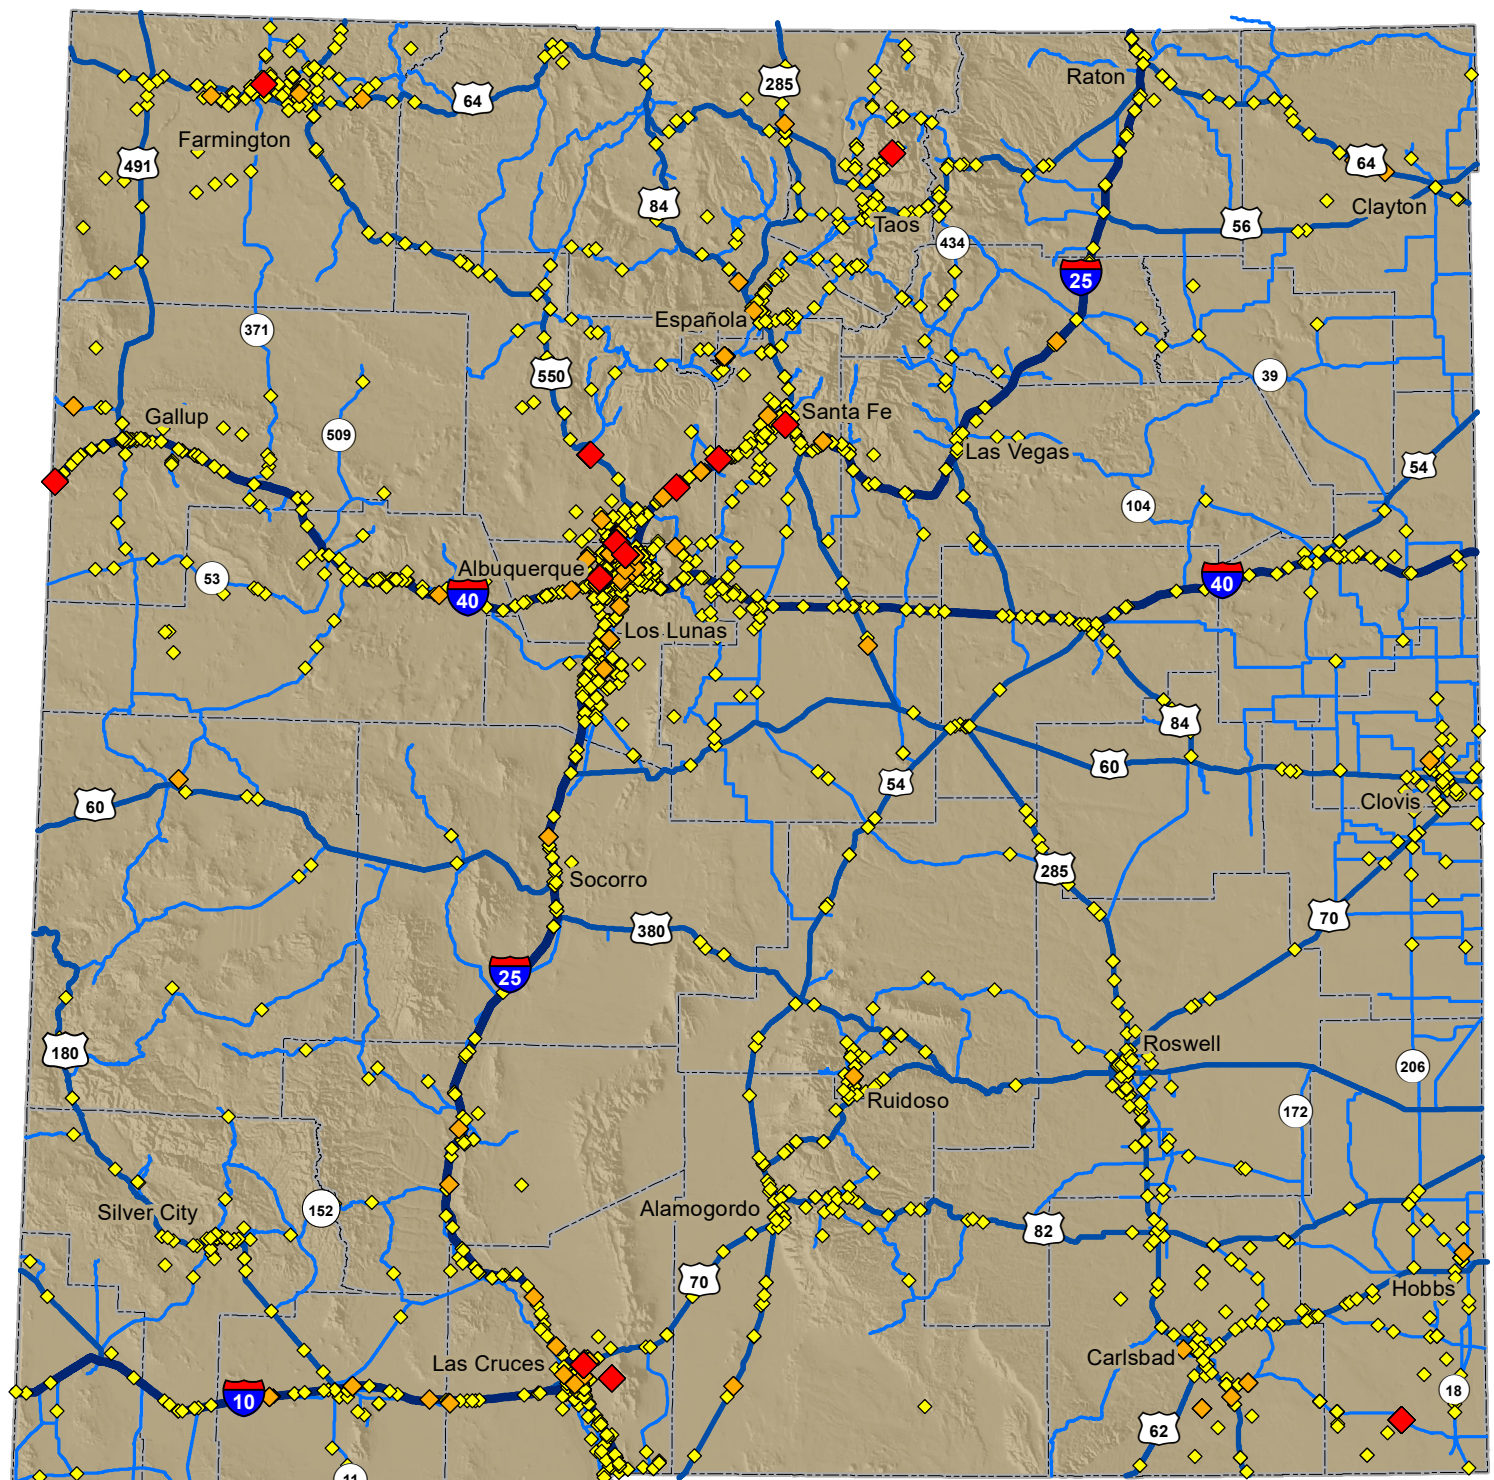 Raton
285
64
Farmington
491
64
84
Clayton
Taos
56
434
25
Española
371
550
39
Santa Fe
Gallup
509
Las Vegas
54
104
Albuquerque
53
40
40
Los Lunas
84
60
54
60
Clovis
285
Socorro
70
380
25
Roswell
180
206
Ruidoso
172
Silver City
152
Alamogordo
82
70
Hobbs
Las Cruces
Carlsbad
10
18
62
11